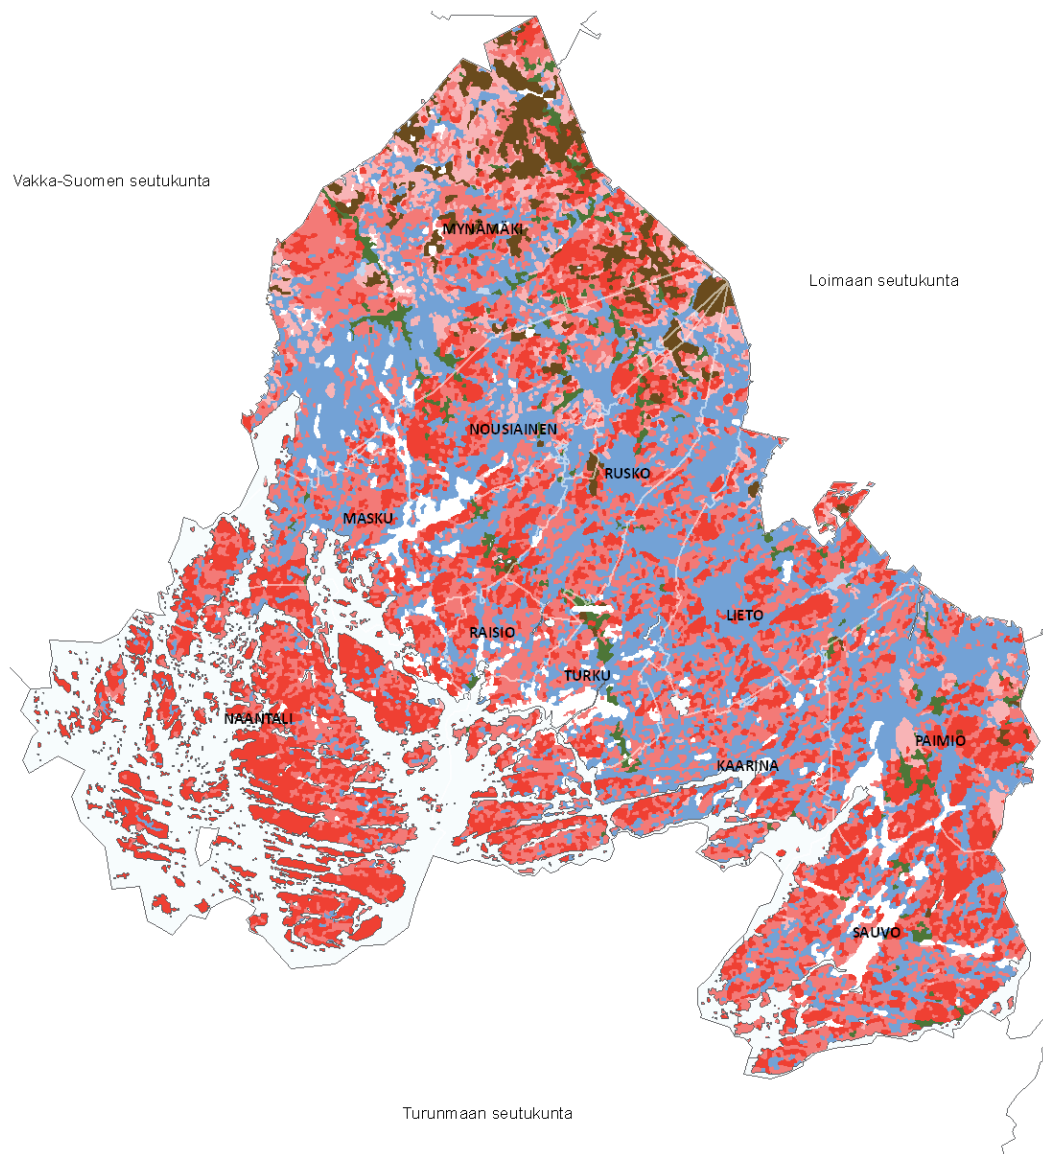 Vakka-Suomen seutukunta
MYNÄMÄKI
Loimaan seutukunta
NOUSIAINEN
RUSKO
MASKU
LIETO
RAISIO
TURKU
NAANTALI
PAIMIO
KAARINA
SAUVO
Turunmaan seutukunta